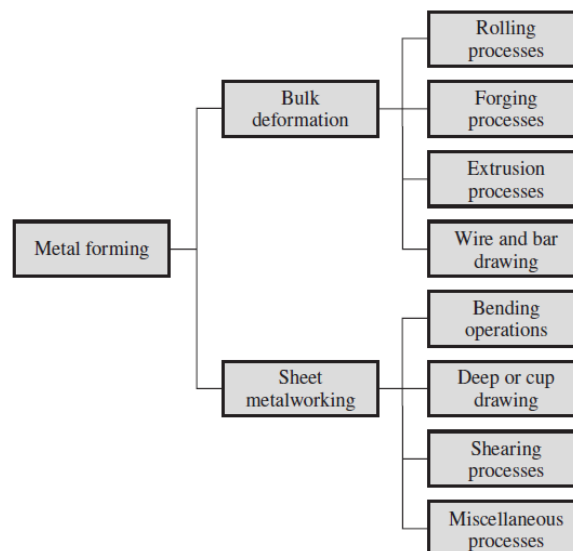 Rolling
processes
Bulk
deformation
Forging
processes
Extrusion
processes
Metal forming
Wire and bar
drawing
Bending
operations
Sheet
metalworking
Deep or cup
drawing
Shearing
processes
Miscellaneous
processes